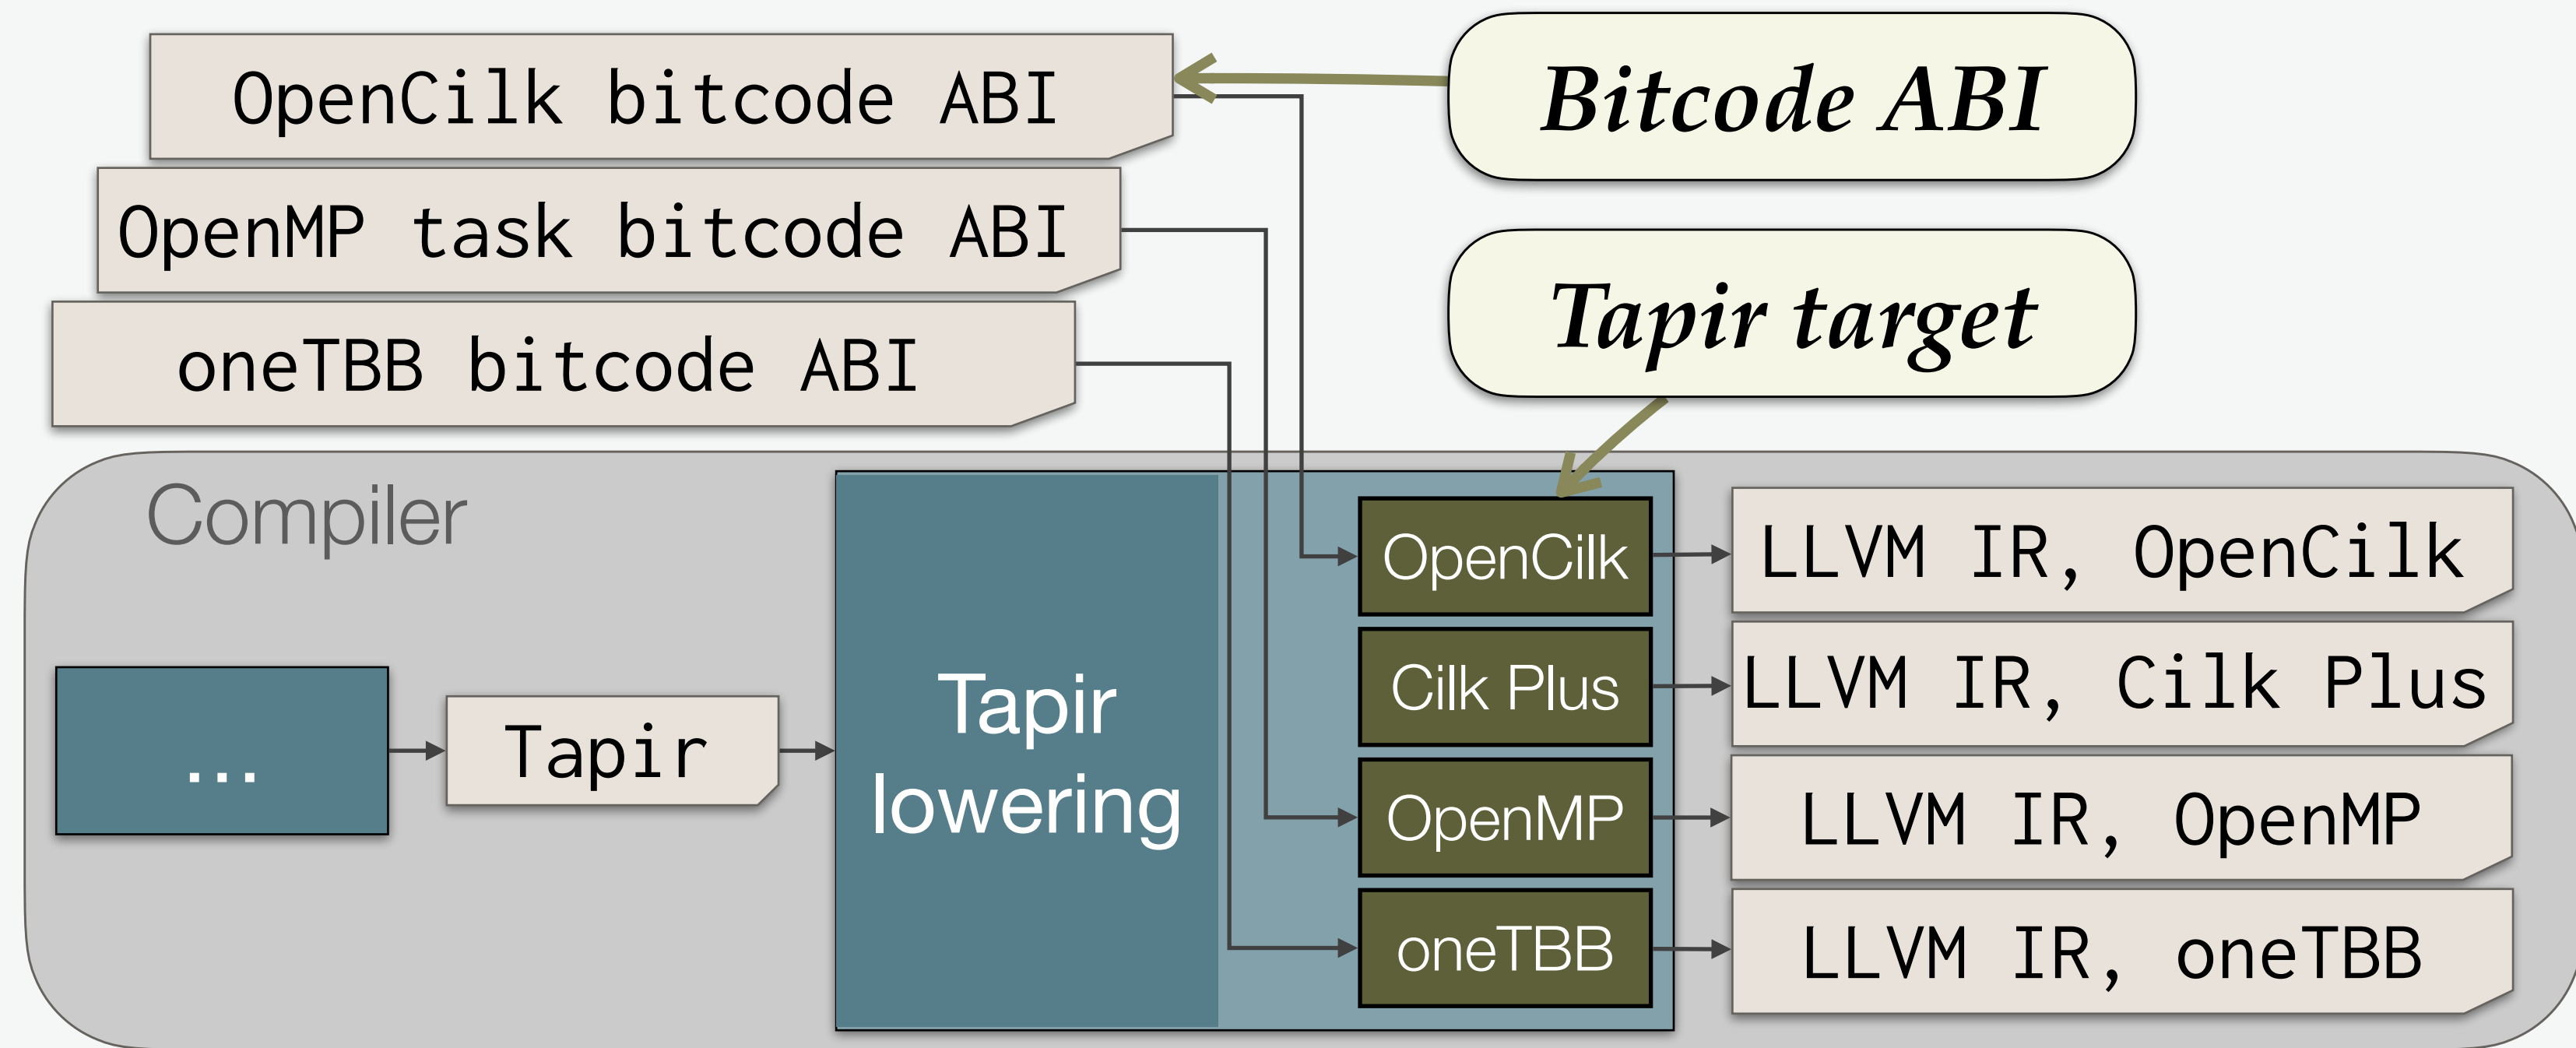 OpenCilk bitcode ABI
Bitcode ABI
OpenMP task bitcode ABI
Tapir target
oneTBB bitcode ABI
Compiler
OpenCilk
LLVM IR, OpenCilk
Cilk Plus
LLVM IR, Cilk Plus
...
Tapir
Tapir
lowering
OpenMP
LLVM IR, OpenMP
oneTBB
LLVM IR, oneTBB